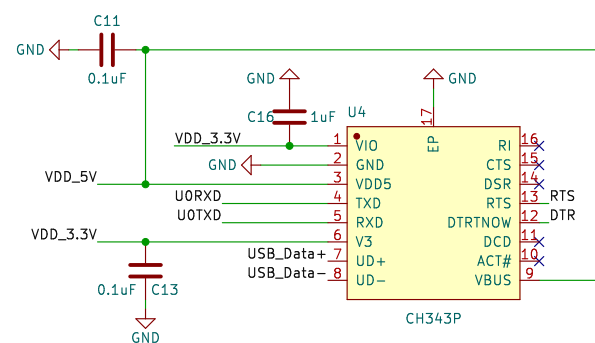 C11
GND
0.1uF
GND
GND
C16
1uF
U4
17
EP
VDD_3.3V
1
VIO
RI
16
GND
2
GND
CTS
15
VDD_5V
3
VDD5
DSR
14
U0RXD
4
TXD
RTS
13
RTS
U0TXD
5
RXD
DTRTNOW
12
DTR
VDD_3.3V
6
V3
DCD
11
USB_Data+
7
UD+
ACT#
10
USB_Data-
8
UD-
VBUS
9
0.1uF
C13
GND
CH343P